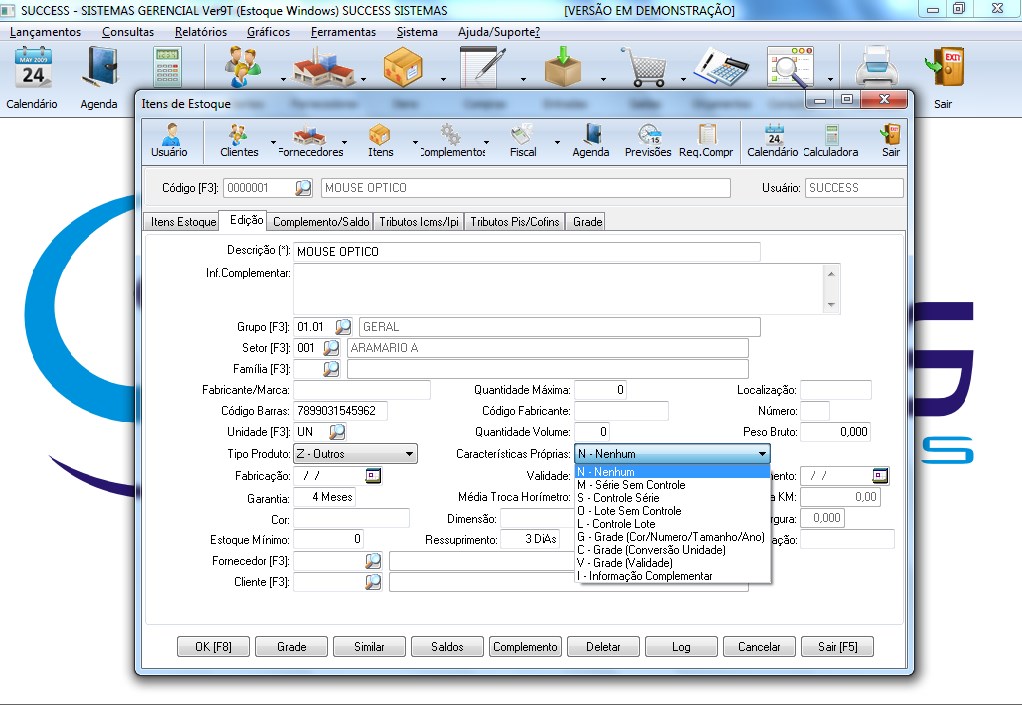 SUCCESS - SISTEMAS GERENCIAL Ver9T (Estoque Windows) SUCCESS SISTEMAS [VERSÃO EM DEMONSTRAÇÃO]
Lançamentos Consultas Relatórios Gráficos Ferramentas Sistema Ajuda/Suporte?
MAY 2009
24
EXIT
Calendário Agenda Sair
Itens de Estoque
Usuário Clientes Fornecedores Itens Complementos Fiscal Agenda Previsões Req.Compr Calendário Calculadora Sair
Código [F3]: 0000001 MOUSE OPTICO Usuário: SUCCESS
Itens Estoque Edição Complemento/Saldo Tributos Icms/Ipi Tributos Pis/Cofins Grade
Descrição (*): MOUSE OPTICO
Inf.Complementar:
Grupo [F3]: 01.01 GERAL
Setor [F3]: 001 ARAMARIO A
Família [F3]:
Fabricante/Marca: Quantidade Máxima: 0 Localização:
Código Barras: 7899031545962 Código Fabricante: Número:
Unidade [F3]: UN Quantidade Volume: 0 Peso Bruto: 0,000
Tipo Produto: Z - Outros Características Próprias: N - Nenhum
Fabricação: / / Validade: N - Nenhum ento: / /
M - Série Sem Controle
Garantia: 4 Meses Média Troca Horímetro: S - Controle Série a KM: 0,00
O - Lote Sem Controle
Cor: Dimensão: L - Controle Lote rgura: 0,000
Estoque Mínimo: 0 Ressuprimento: 3 DiAs G - Grade (Cor/Numero/Tamanho/Ano) ação:
C - Grade (Conversão Unidade)
Fornecedor [F3]: V - Grade (Validade)
I - Informação Complementar
Cliente [F3]:
OK [F8] Grade Similar Saldos Complemento Deletar Log Cancelar Sair [F5]